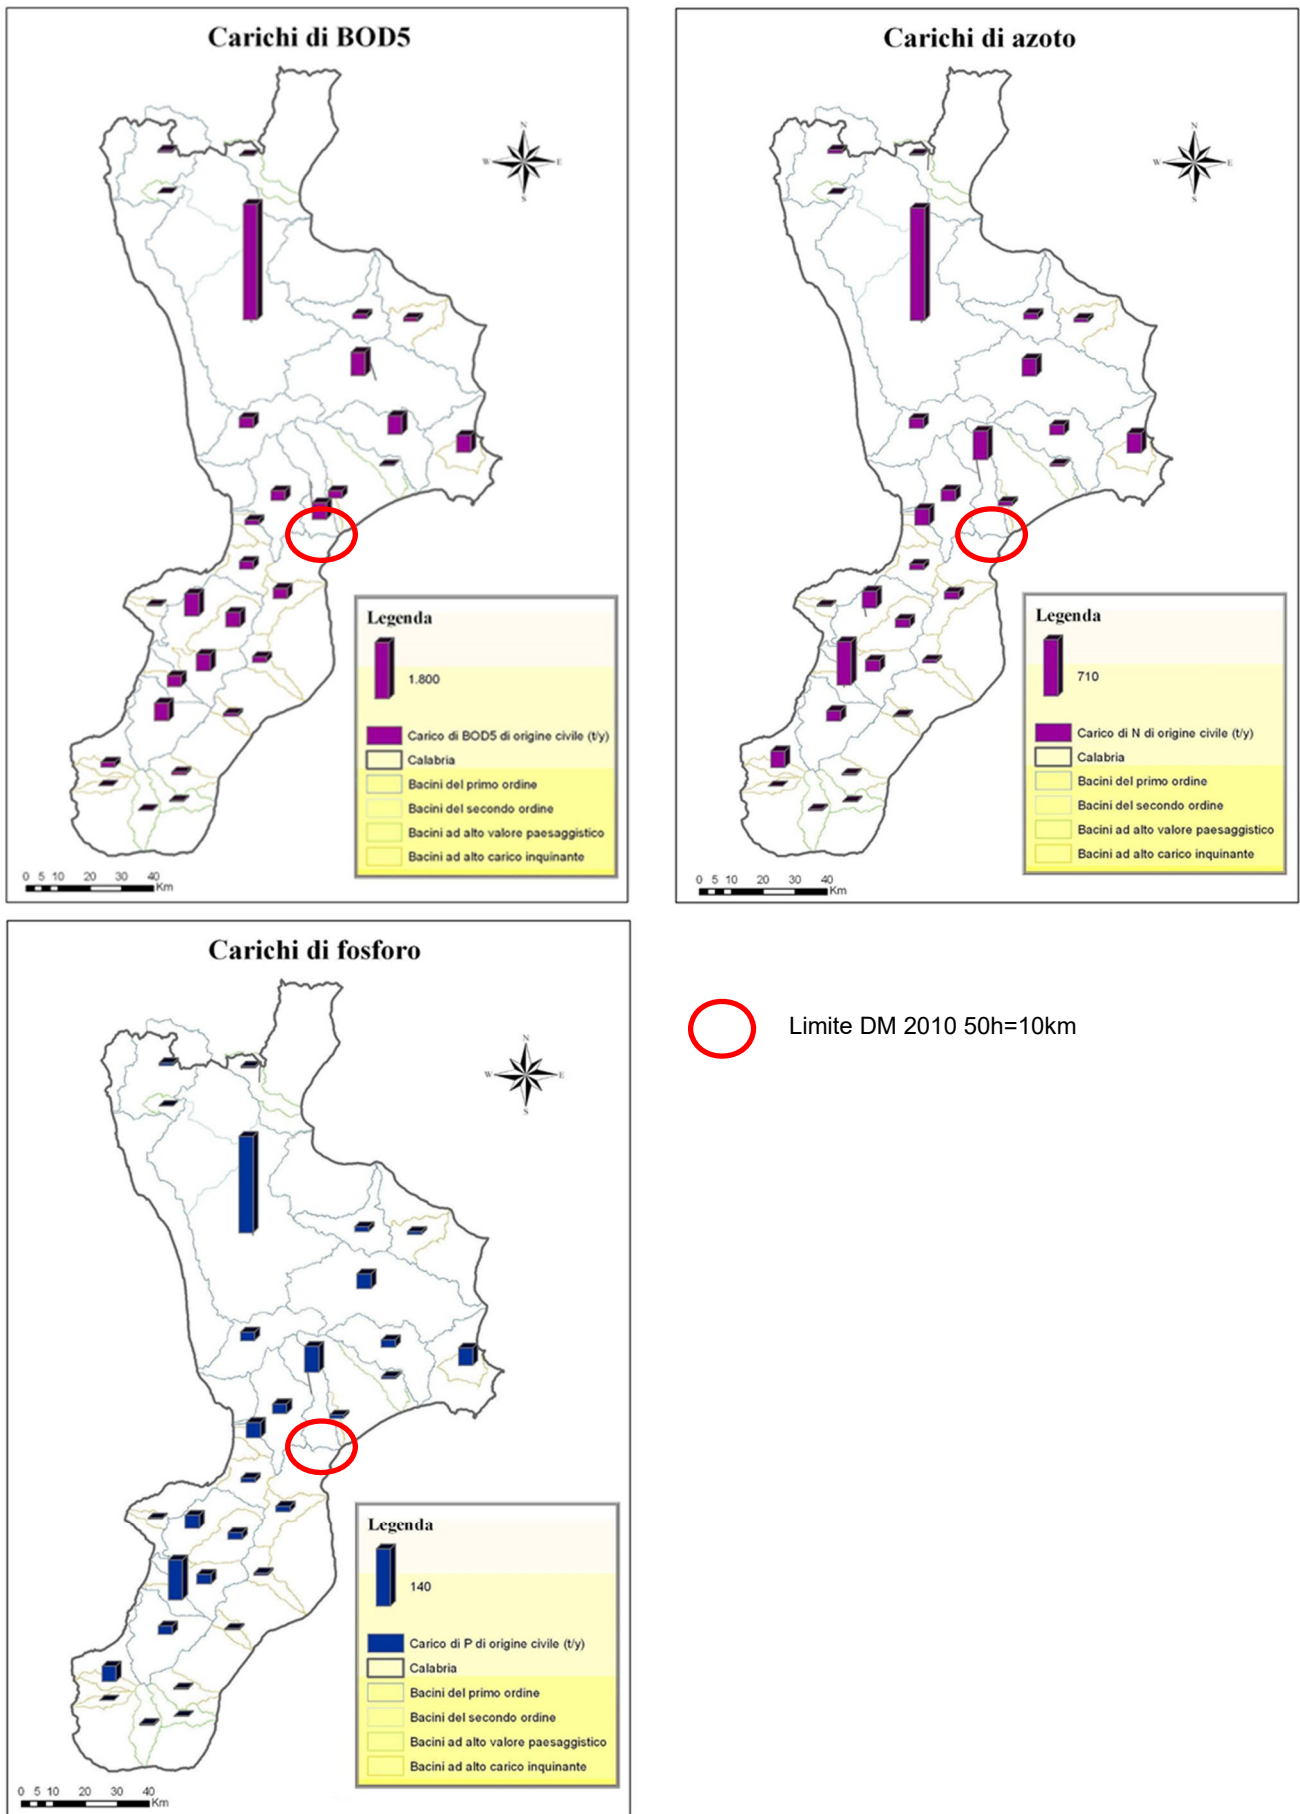 Carichi di BOD5
N
W
E
S
Legenda
1.800
Carico di BOD5 di origine civile (t/y)
Calabria
Bacini del primo ordine
Bacini del secondo ordine
Bacini ad alto valore paesaggistico
Bacini ad alto carico inquinante
0 5 10 20 30 40
Km
Carichi di azoto
N
W
E
S
Legenda
710
Carico di N di origine civile (t/y)
Calabria
Bacini del primo ordine
Bacini del secondo ordine
Bacini ad alto valore paesaggistico
Bacini ad alto carico inquinante
0 5 10 20 30 40
Km
Carichi di fosforo
N
W
E
S
Legenda
140
Carico di P di origine civile (t/y)
Calabria
Bacini del primo ordine
Bacini del secondo ordine
Bacini ad alto valore paesaggistico
Bacini ad alto carico inquinante
0 5 10 20 30 40
Km
Limite DM 2010 50h=10km